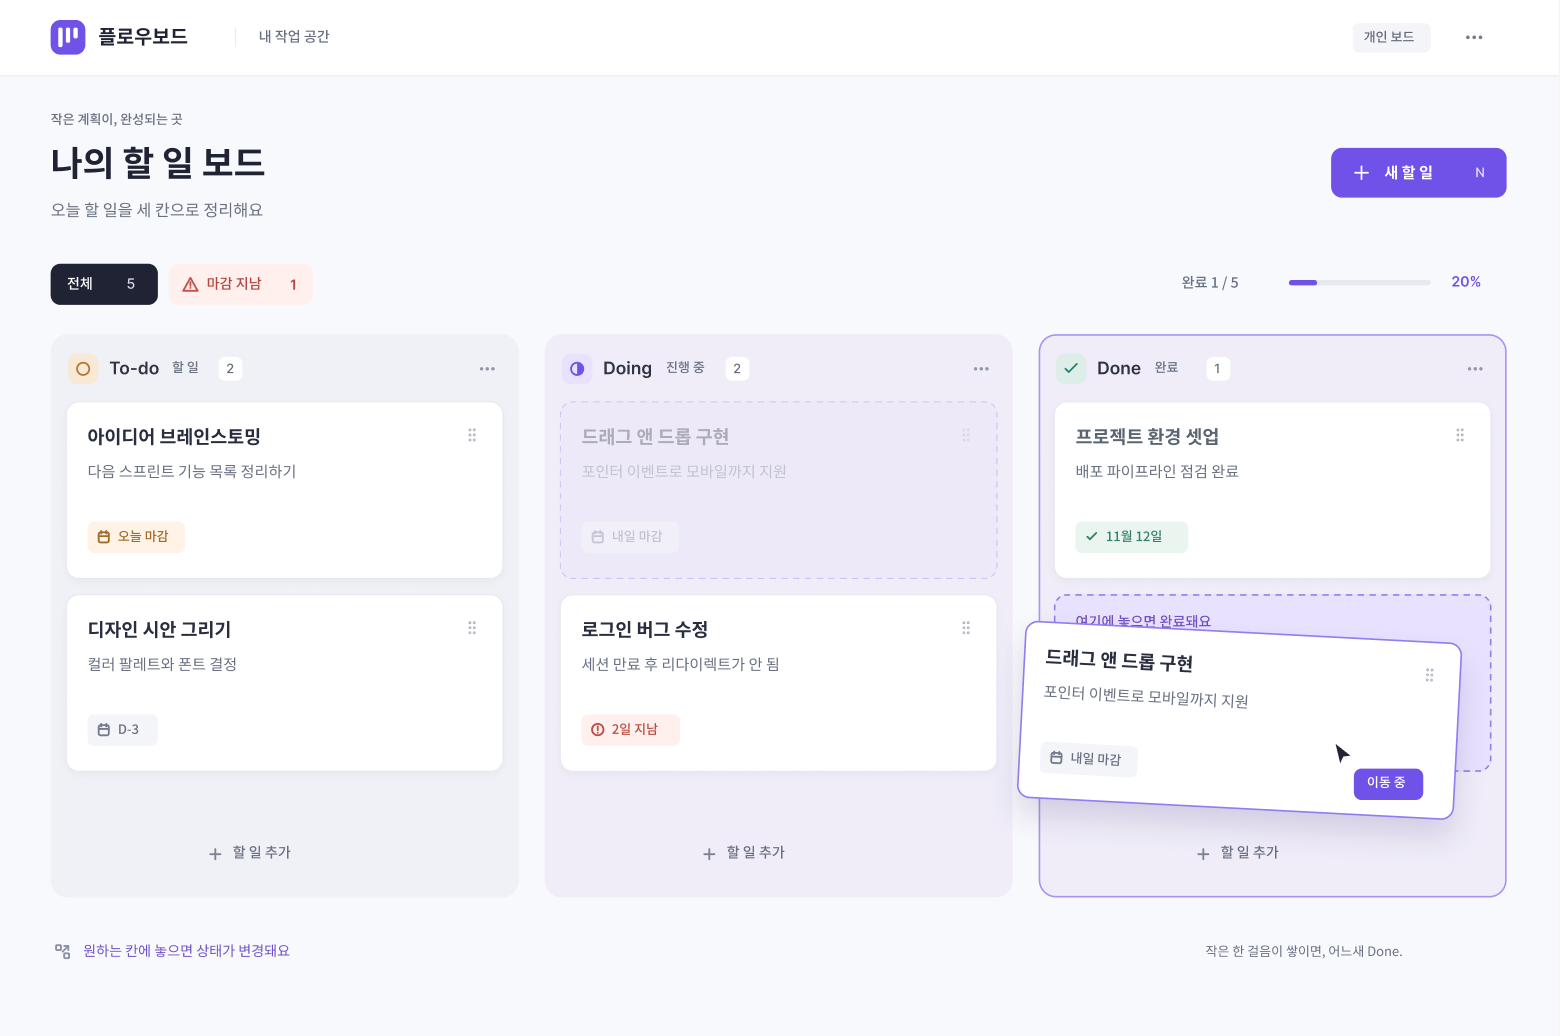 플로우보드
내 작업 공간
개인 보드
작은 계획이, 완성되는 곳
나의 할 일 보드
오늘 할 일을 세 칸으로 정리해요
새 할 일 N
전체 5
마감 지남 1
완료 1 / 5
20%
To-do 할 일 2
아이디어 브레인스토밍
다음 스프린트 기능 목록 정리하기
오늘 마감
디자인 시안 그리기
컬러 팔레트와 폰트 결정
D-3
할 일 추가
Doing 진행 중 2
드래그 앤 드롭 구현
포인터 이벤트로 모바일까지 지원
내일 마감
로그인 버그 수정
세션 만료 후 리다이렉트가 안 됨
2일 지남
할 일 추가
Done 완료 1
프로젝트 환경 셋업
배포 파이프라인 점검 완료
11월 12일
여기에 놓으면 완료돼요
드래그 앤 드롭 구현
포인터 이벤트로 모바일까지 지원
내일 마감
이동 중
할 일 추가
원하는 칸에 놓으면 상태가 변경돼요
작은 한 걸음이 쌓이면, 어느새 Done.